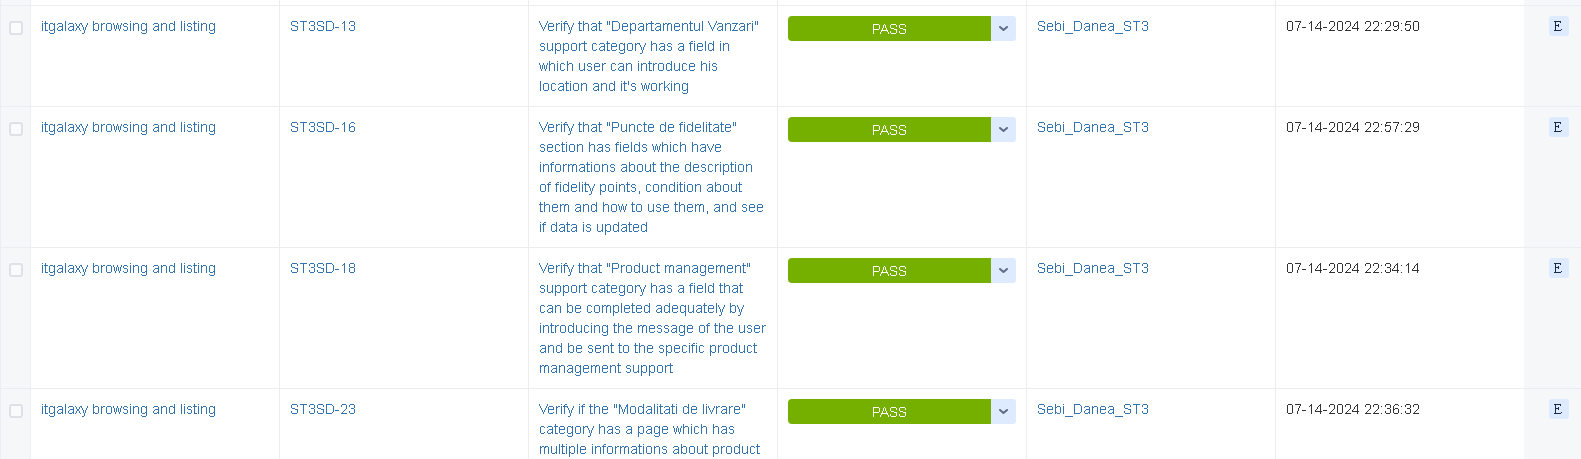 itgalaxy browsing and listing
ST3SD-13
Verify that "Departamentul Vanzari"
support category has a field in
which user can introduce his
location and it's working
PASS
Sebi_Danea_ST3
07-14-2024 22:29:50
E
itgalaxy browsing and listing
ST3SD-16
Verify that "Puncte de fidelitate"
section has fields which have
informations about the description
of fidelity points, condition about
them and how to use them, and see
if data is updated
PASS
Sebi_Danea_ST3
07-14-2024 22:57:29
E
itgalaxy browsing and listing
ST3SD-18
Verify that "Product management"
support category has a field that
can be completed adequately by
introducing the message of the user
and be sent to the specific product
management support
PASS
Sebi_Danea_ST3
07-14-2024 22:34:14
E
itgalaxy browsing and listing
ST3SD-23
Verify if the "Modalitati de livrare"
category has a page which has
multiple informations about product
PASS
Sebi_Danea_ST3
07-14-2024 22:36:32
E